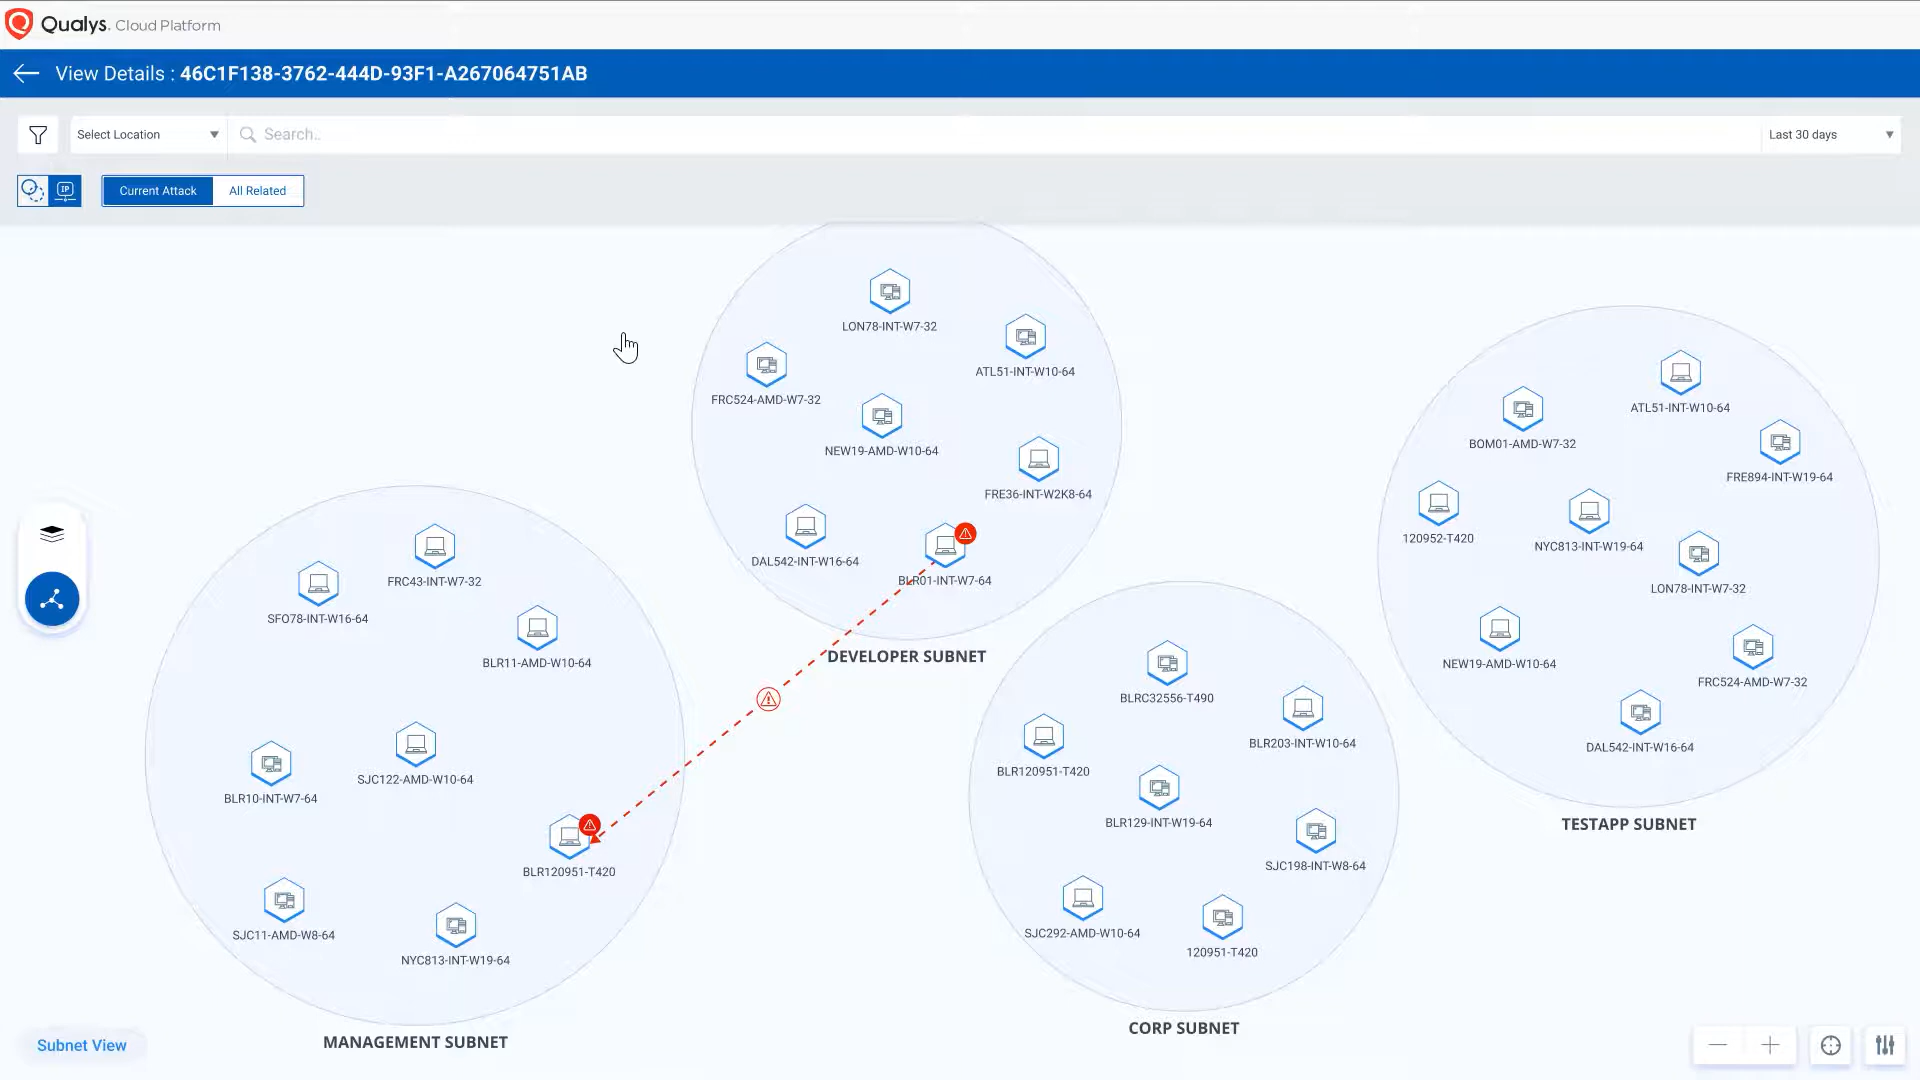 Qualys. Cloud Platform
View Details : 46C1F138-3762-444D-93F1-A267064751AB
Select Location
Search..
Last 30 days
IP
Current Attack
All Related
LON78-INT-W7-32
ATL51-INT-W10-64
FRC524-AMD-W7-32
NEW19-AMD-W10-64
FRE36-INT-W2K8-64
DAL542-INT-W16-64
BLR01-INT-W7-64
DEVELOPER SUBNET
ATL51-INT-W10-64
BOM01-AMD-W7-32
FRE894-INT-W19-64
120952-T420
NYC813-INT-W19-64
LON78-INT-W7-32
NEW19-AMD-W10-64
FRC524-AMD-W7-32
DAL542-INT-W16-64
TESTAPP SUBNET
FRC43-INT-W7-32
SFO78-INT-W16-64
BLR11-AMD-W10-64
SJC122-AMD-W10-64
BLR10-INT-W7-64
BLR120951-T420
SJC11-AMD-W8-64
NYC813-INT-W19-64
MANAGEMENT SUBNET
BLRC32556-T490
BLR203-INT-W10-64
BLR120951-T420
BLR129-INT-W19-64
SJC198-INT-W8-64
SJC292-AMD-W10-64
120951-T420
CORP SUBNET
Subnet View